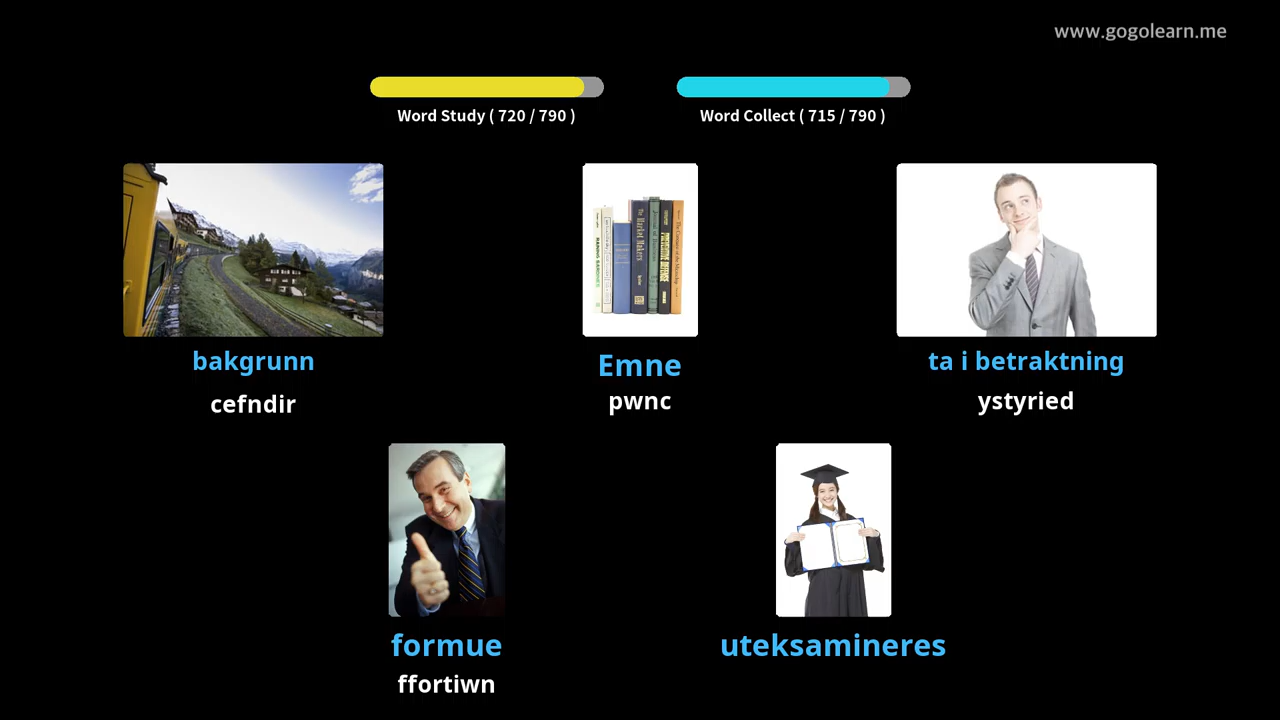 www.gogolearn.me
Word Study ( 720 / 790 )
Word Collect ( 715 / 790 )
bakgrunn
cefndir
Emne
pwnc
ta i betraktning
ystyried
formue
ffortiwn
uteksamineres